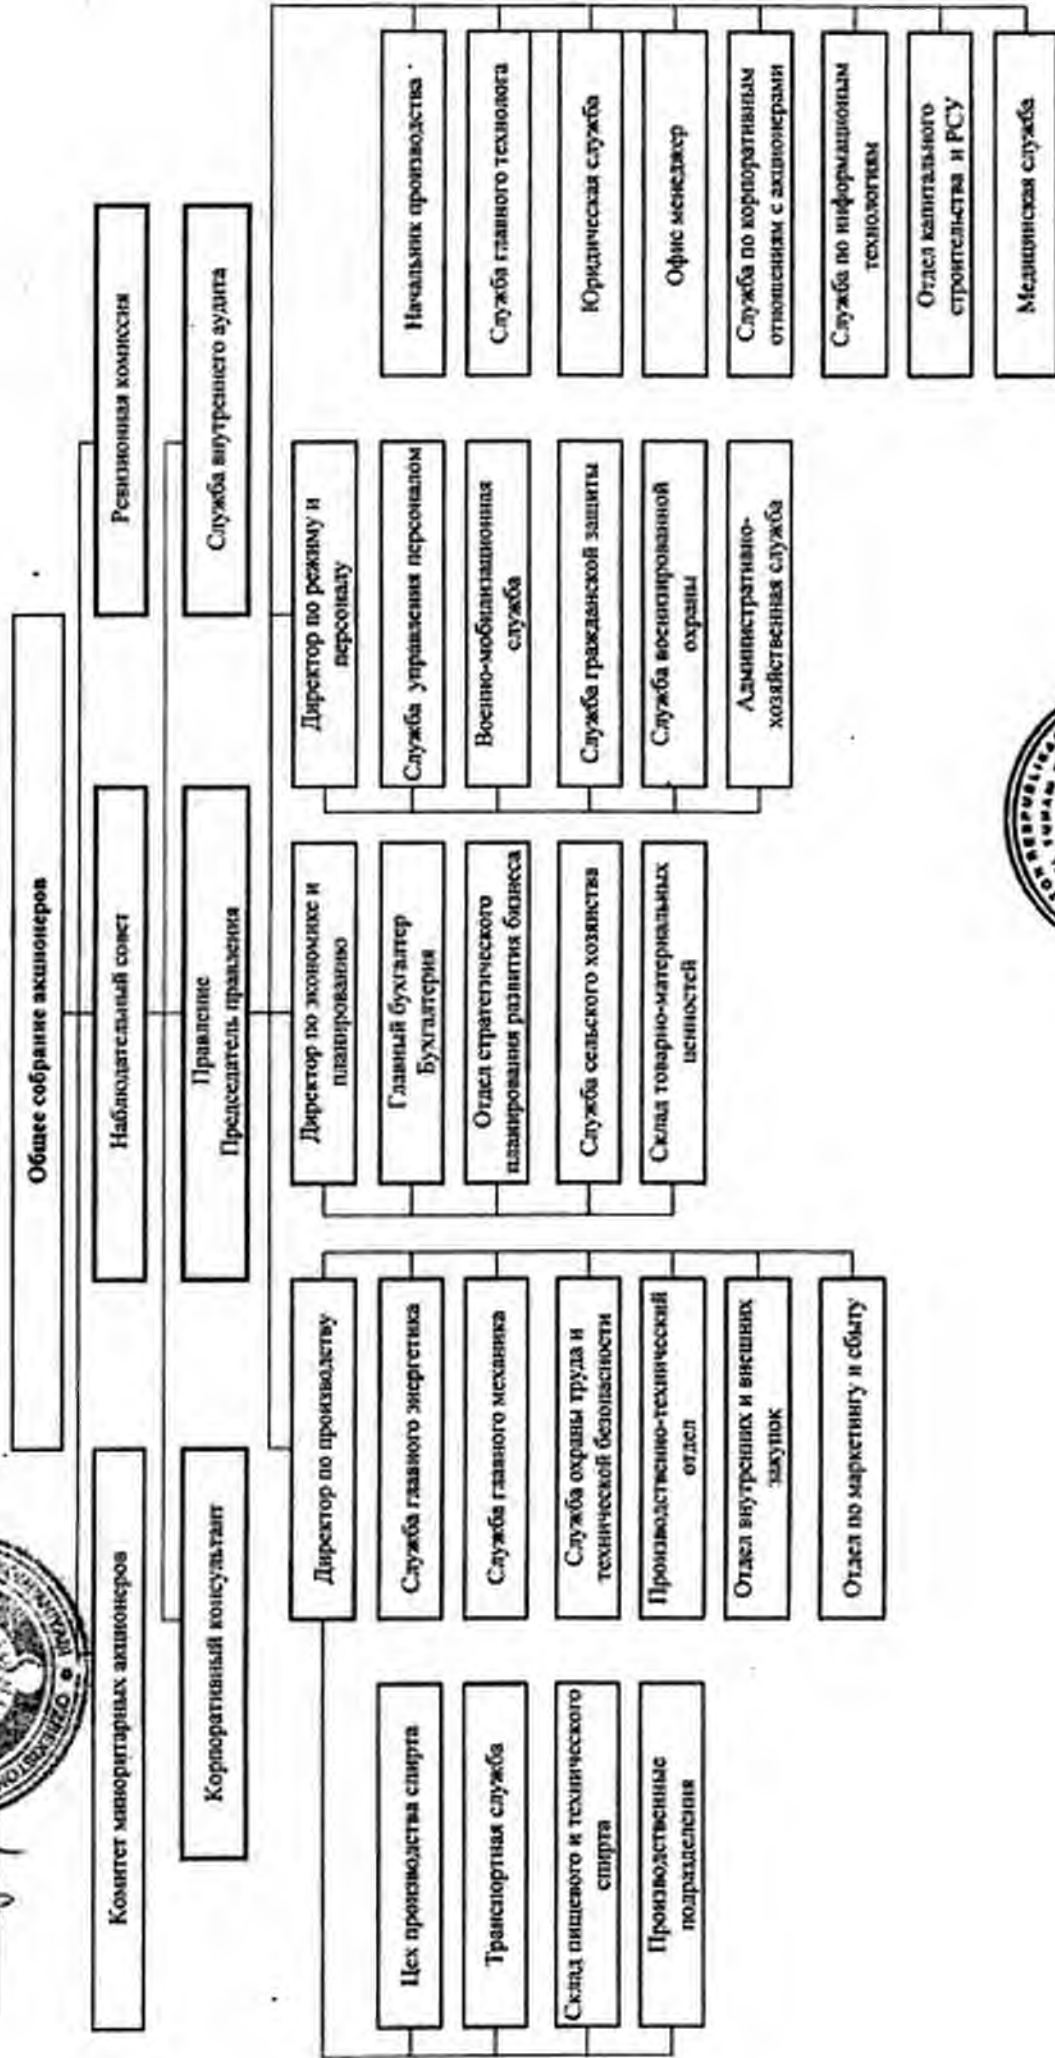 Общее собрание акционеров
Комитет миноритарных акционеров
Наблюдательный совет
Ревизионная комиссия
Корпоративный консультант
Правление
Председатель правления
Служба внутреннего аудита
Директор по производству
Директор по экономике и
планированию
Директор по режиму и
персоналу
Цех производства спирта
Транспортная служба
Склад пищевого и технического
спирта
Производственные
подразделения
Служба главного энергетика
Служба главного механика
Служба охраны труда и
технической безопасности
Производственно-технический
отдел
Отдел внутренних и внешних
закупок
Отдел по маркетингу и сбыту
Главный бухгалтер
Бухгалтерия
Отдел стратегического
планирования развития бизнеса
Служба сельского хозяйства
Склад товарно-материальных
ценностей
Служба управления персоналом
Военно-мобилизационная
служба
Служба гражданской защиты
Служба военизированной
охраны
Административно-
хозяйственная служба
Начальник производства
Служба главного технолога
Юридическая служба
Офис менеджер
Служба по корпоративным
отношениям с акционерами
Служба по информационым
технологиям
Отдел капитального
строительства и РСУ
Медицинская служба